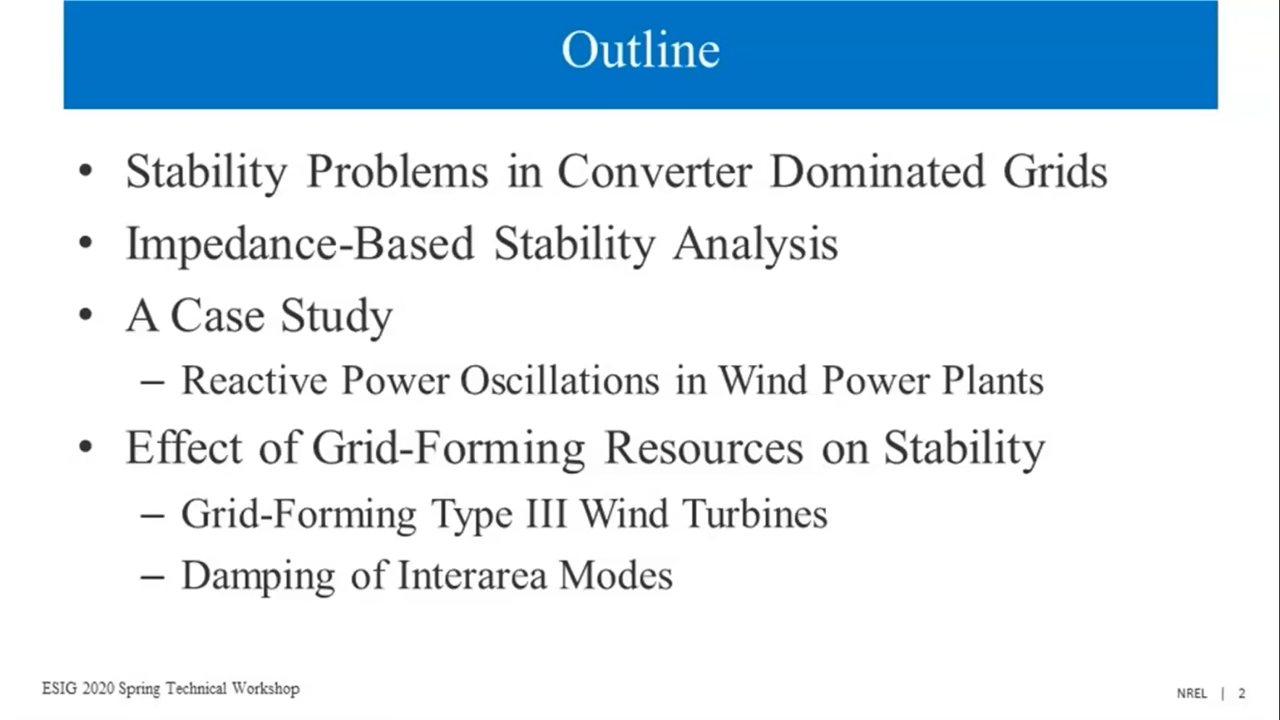 Outline
• Stability Problems in Converter Dominated Grids
• Impedance-Based Stability Analysis
• A Case Study
– Reactive Power Oscillations in Wind Power Plants
• Effect of Grid-Forming Resources on Stability
– Grid-Forming Type III Wind Turbines
– Damping of Interarea Modes
ESIG 2020 Spring Technical Workshop
NREL | 2